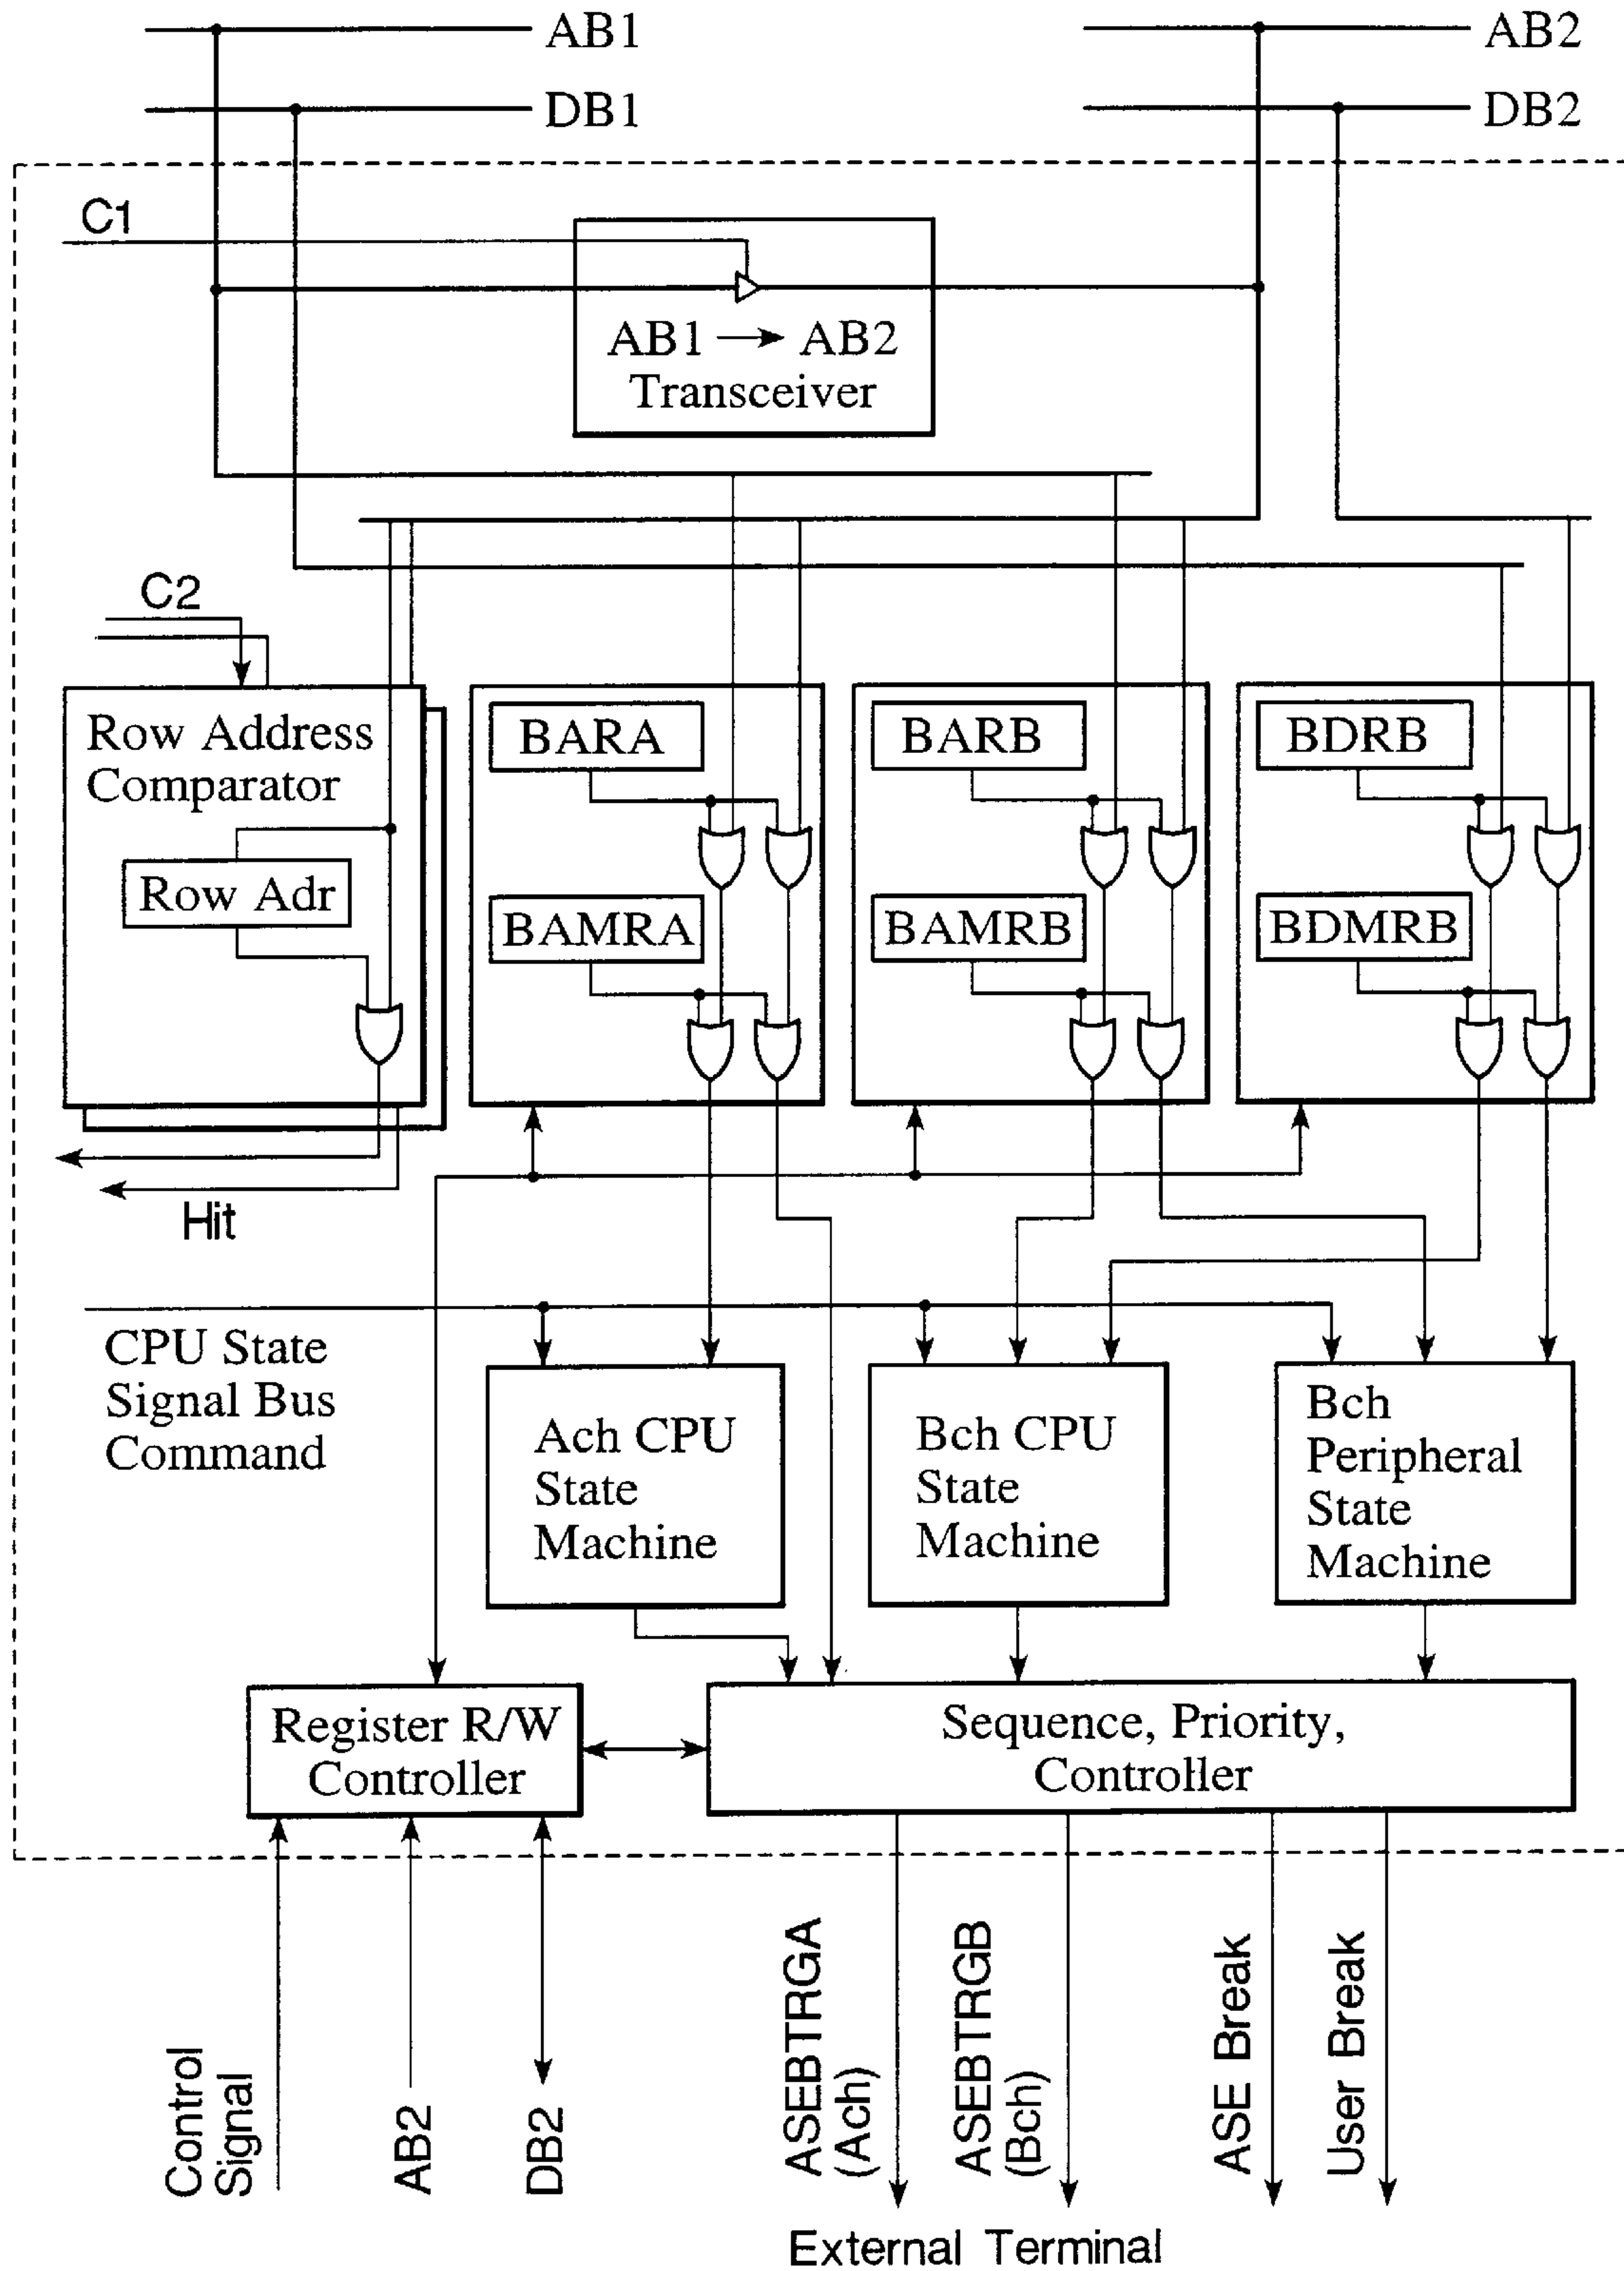 AB1
AB2
DB1
DB2
C1
AB1 → AB2
Transceiver
C2
Row Address
Comparator
Row Adr
BARA
BAMRA
BARB
BAMRB
BDRB
BDMRB
Hit
CPU State
Signal Bus
Command
Ach CPU
State
Machine
Bch CPU
State
Machine
Bch
Peripheral
State
Machine
Register R/W
Controller
Sequence, Priority,
Controller
Control
Signal
AB2
DB2
ASEBTRGA
(Ach)
ASEBTRGB
(Bch)
ASE Break
User Break
External Terminal